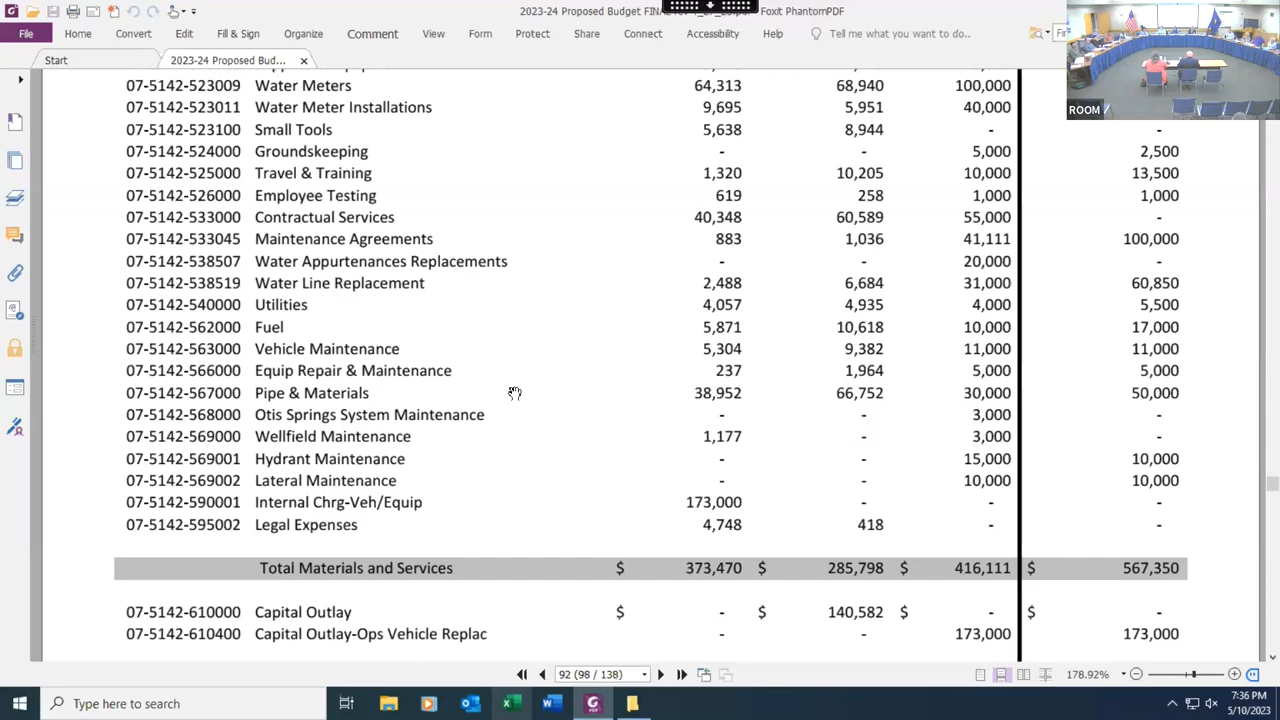 2023-24 Proposed Budget
Foxit PhantomPDF
File Home Convert Edit Fill & Sign Organize Comment View Form Protect Share Connect Accessibility Help Tell me what you want to do..
Start 2023-24 Proposed Bud...
ROOM
07-5142-523009 Water Meters 64,313 68,940 100,000
07-5142-523011 Water Meter Installations 9,695 5,951 40,000
07-5142-523100 Small Tools 5,638 8,944 - -
07-5142-524000 Groundskeeping - - 5,000 2,500
07-5142-525000 Travel & Training 1,320 10,205 10,000 13,500
07-5142-526000 Employee Testing 619 258 1,000 1,000
07-5142-533000 Contractual Services 40,348 60,589 55,000 -
07-5142-533045 Maintenance Agreements 883 1,036 41,111 100,000
07-5142-538507 Water Appurtenances Replacements - - 20,000 -
07-5142-538519 Water Line Replacement 2,488 6,684 31,000 60,850
07-5142-540000 Utilities 4,057 4,935 4,000 5,500
07-5142-562000 Fuel 5,871 10,618 10,000 17,000
07-5142-563000 Vehicle Maintenance 5,304 9,382 11,000 11,000
07-5142-566000 Equip Repair & Maintenance 237 1,964 5,000 5,000
07-5142-567000 Pipe & Materials 38,952 66,752 30,000 50,000
07-5142-568000 Otis Springs System Maintenance - - 3,000 -
07-5142-569000 Wellfield Maintenance 1,177 - 3,000 -
07-5142-569001 Hydrant Maintenance - - 15,000 10,000
07-5142-569002 Lateral Maintenance - - 10,000 10,000
07-5142-590001 Internal Chrg-Veh/Equip 173,000 - - -
07-5142-595002 Legal Expenses 4,748 418 - -
Total Materials and Services $ 373,470 $ 285,798 $ 416,111 $ 567,350
07-5142-610000 Capital Outlay $ - $ 140,582 $ - $ -
07-5142-610400 Capital Outlay-Ops Vehicle Replac - - 173,000 173,000
92 (98 / 138) 178.92%
Type here to search
7:36 PM
5/10/2023